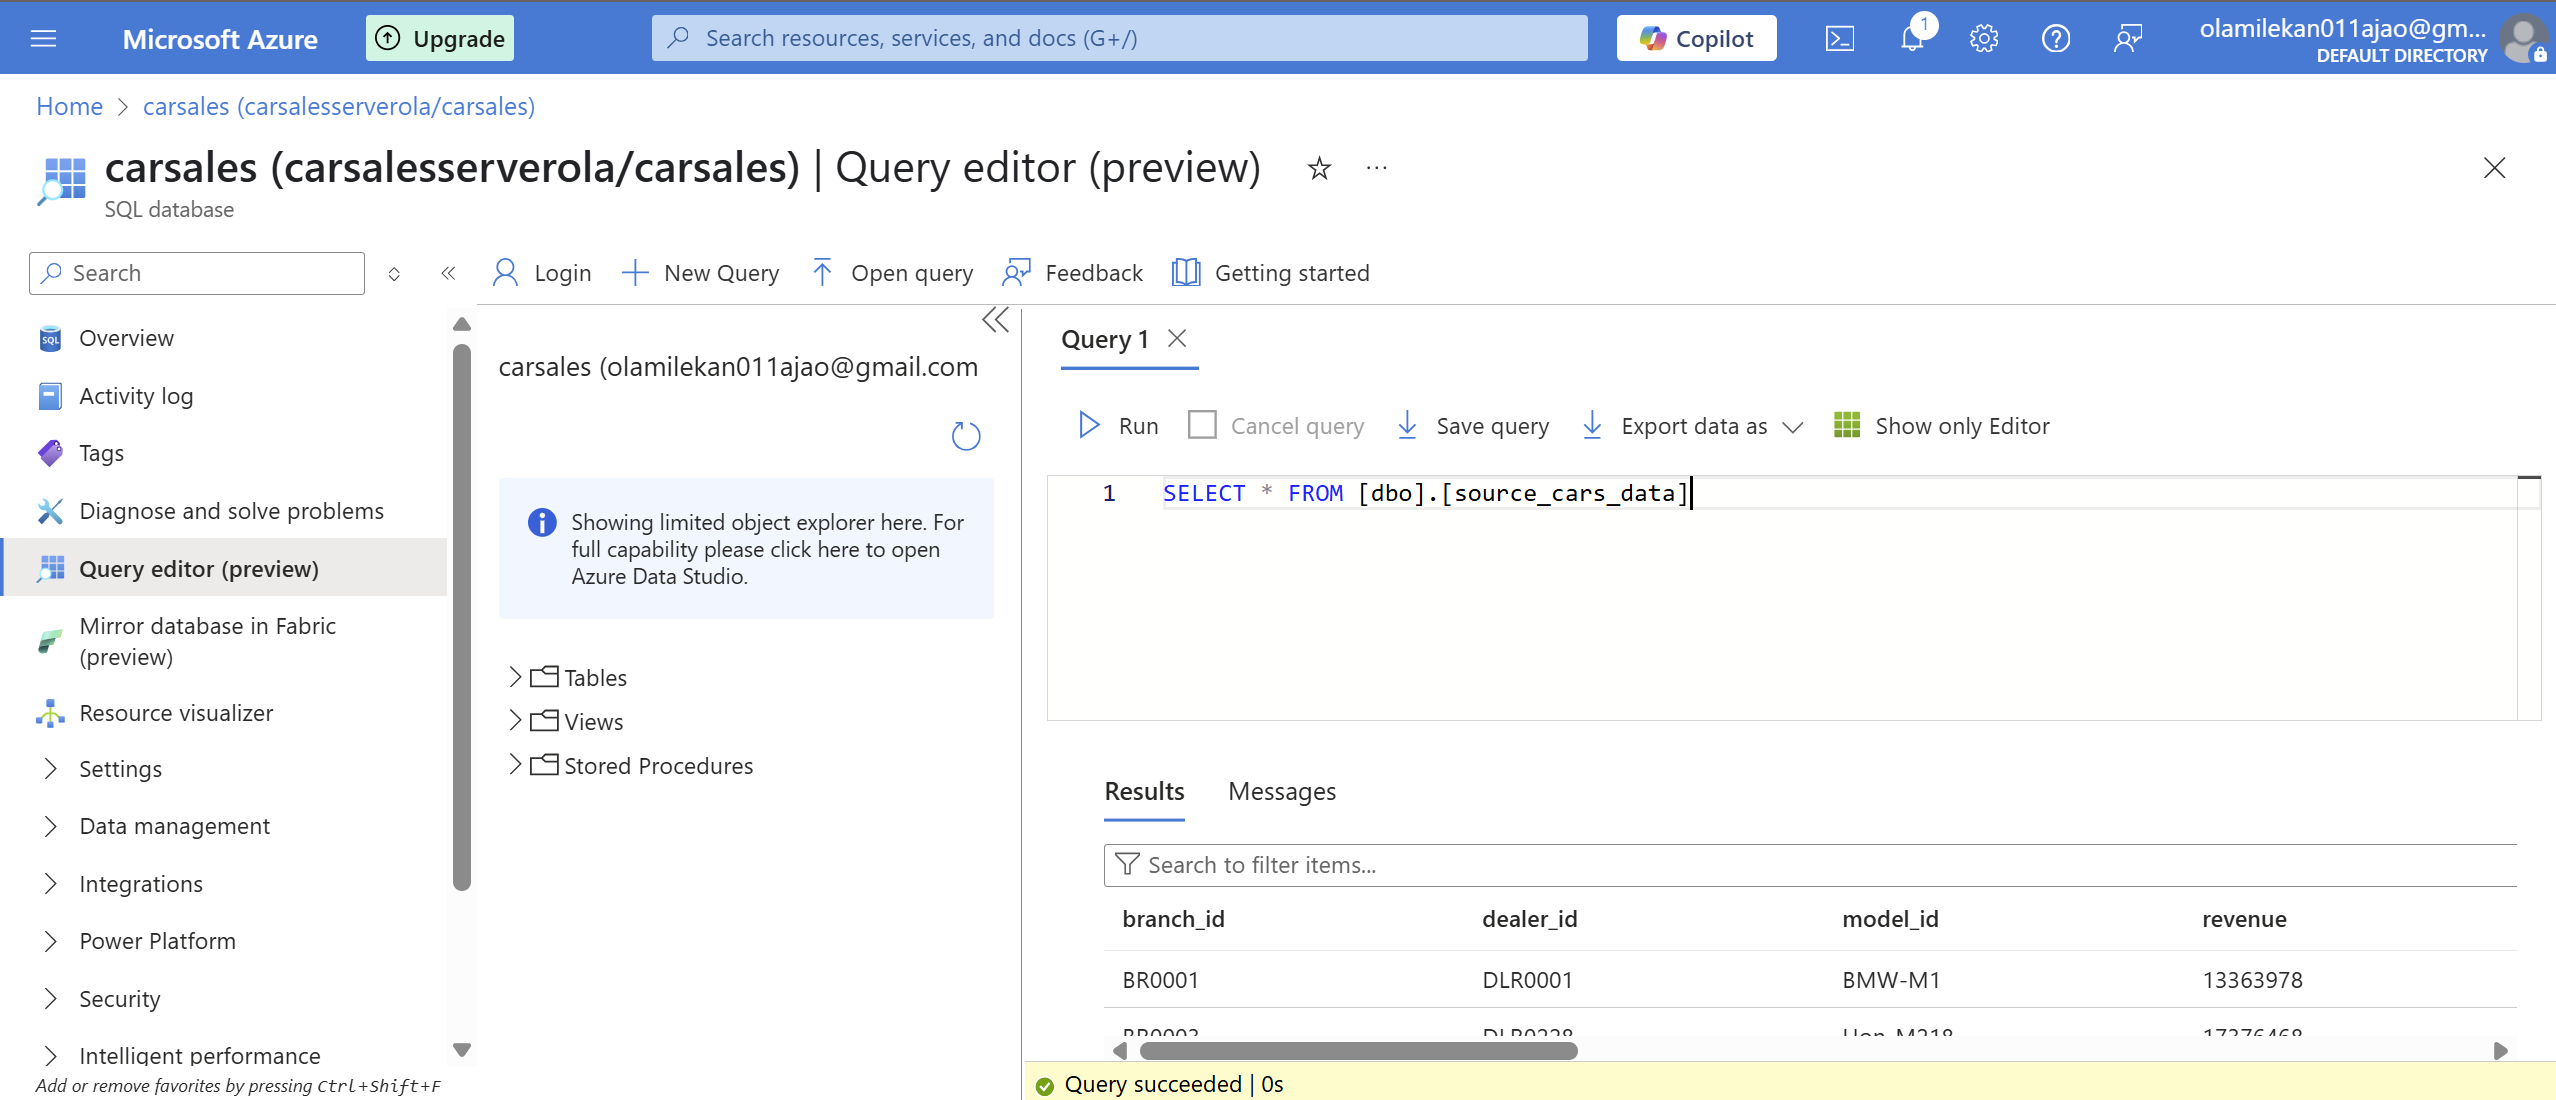 Microsoft Azure
Upgrade
Search resources, services, and docs (G+/)
Copilot
1
olamilekan011ajao@gm...
DEFAULT DIRECTORY
Home > carsales (carsalesserverola/carsales)
carsales (carsalesserverola/carsales) | Query editor (preview)
...
SQL database
Search
Login
New Query
Open query
Feedback
Getting started
Overview
Activity log
Tags
Diagnose and solve problems
Query editor (preview)
Mirror database in Fabric
(preview)
Resource visualizer
Settings
Data management
Integrations
Power Platform
Security
Intelligent performance
Add or remove favorites by pressing Ctrl+Shift+F
carsales (olamilekan011ajao@gmail.com
Showing limited object explorer here. For
full capability please click here to open
Azure Data Studio.
Tables
Views
Stored Procedures
Query 1
Run
Cancel query
Save query
Export data as
Show only Editor
1 SELECT * FROM [dbo].[source_cars_data]
Results
Messages
Search to filter items...
branch_id dealer_id model_id revenue
BR0001 DLR0001 BMW-M1 13363978
BR0003 DLR0228 Hon-M218 17376468
Query succeeded | 0s